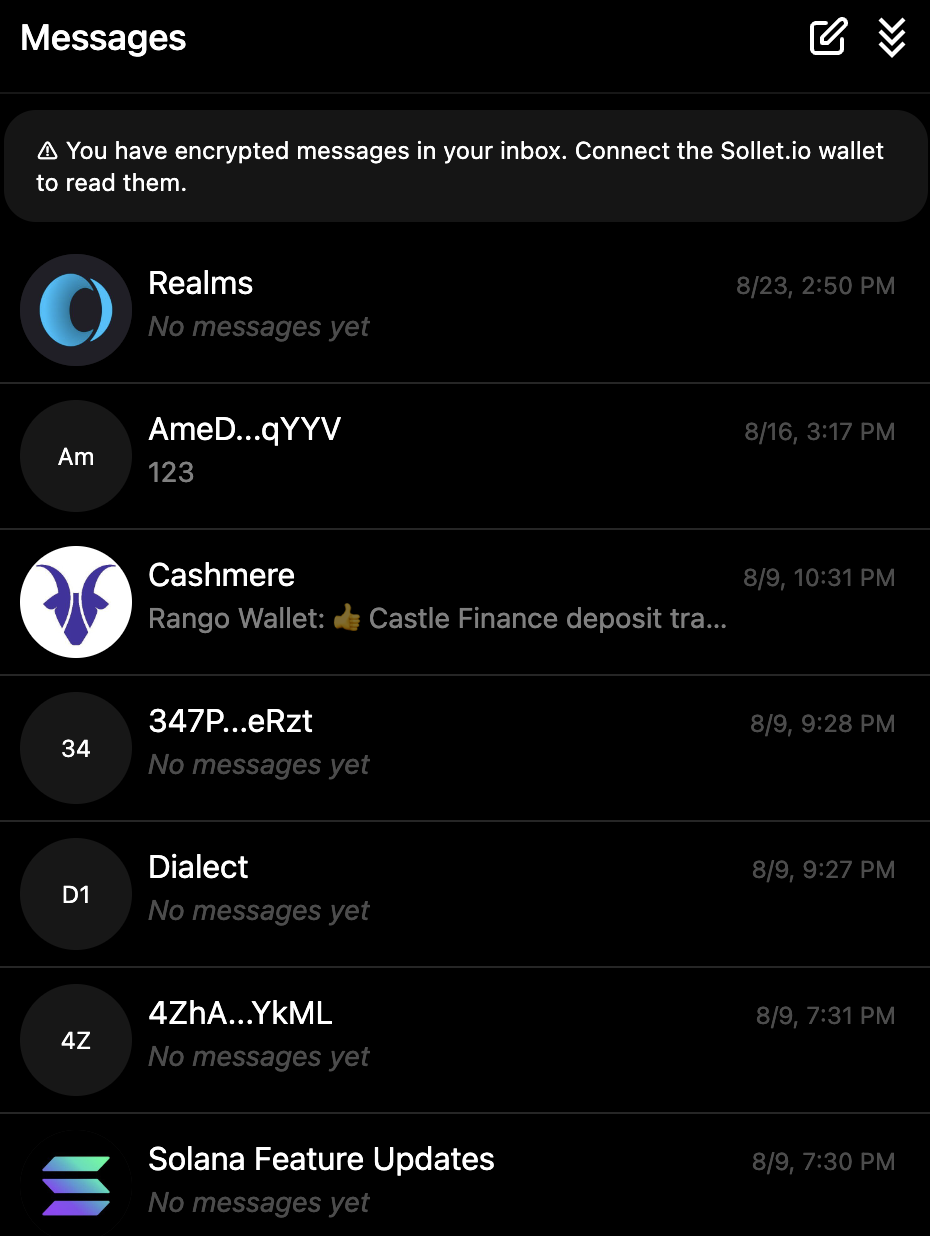 Messages
⚠ You have encrypted messages in your inbox. Connect the Sollet.io wallet
to read them.
Realms
8/23, 2:50 PM
No messages yet
Am
AmeD...qYYV
8/16, 3:17 PM
123
Cashmere
8/9, 10:31 PM
Rango Wallet: 👍 Castle Finance deposit tra...
34
347P...eRzt
8/9, 9:28 PM
No messages yet
D1
Dialect
8/9, 9:27 PM
No messages yet
4Z
4ZhA...YkML
8/9, 7:31 PM
No messages yet
Solana Feature Updates
8/9, 7:30 PM
No messages yet